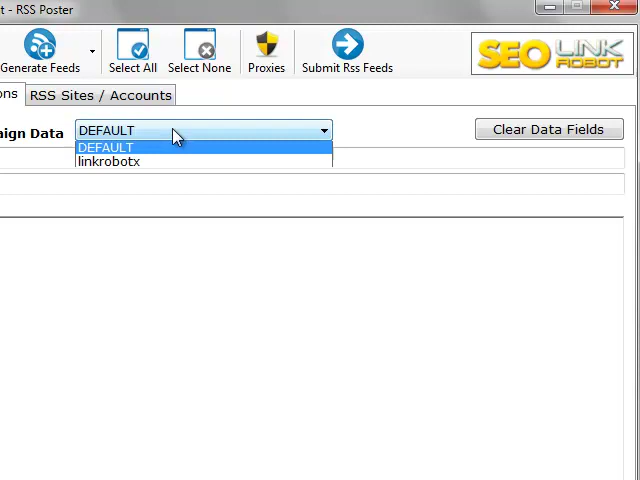 t - RSS Poster
Generate Feeds
Select All
Select None
Proxies
Submit Rss Feeds
SEO LINK
ROBOT
ons
RSS Sites / Accounts
aign Data
DEFAULT
Clear Data Fields
DEFAULT
linkrobotx